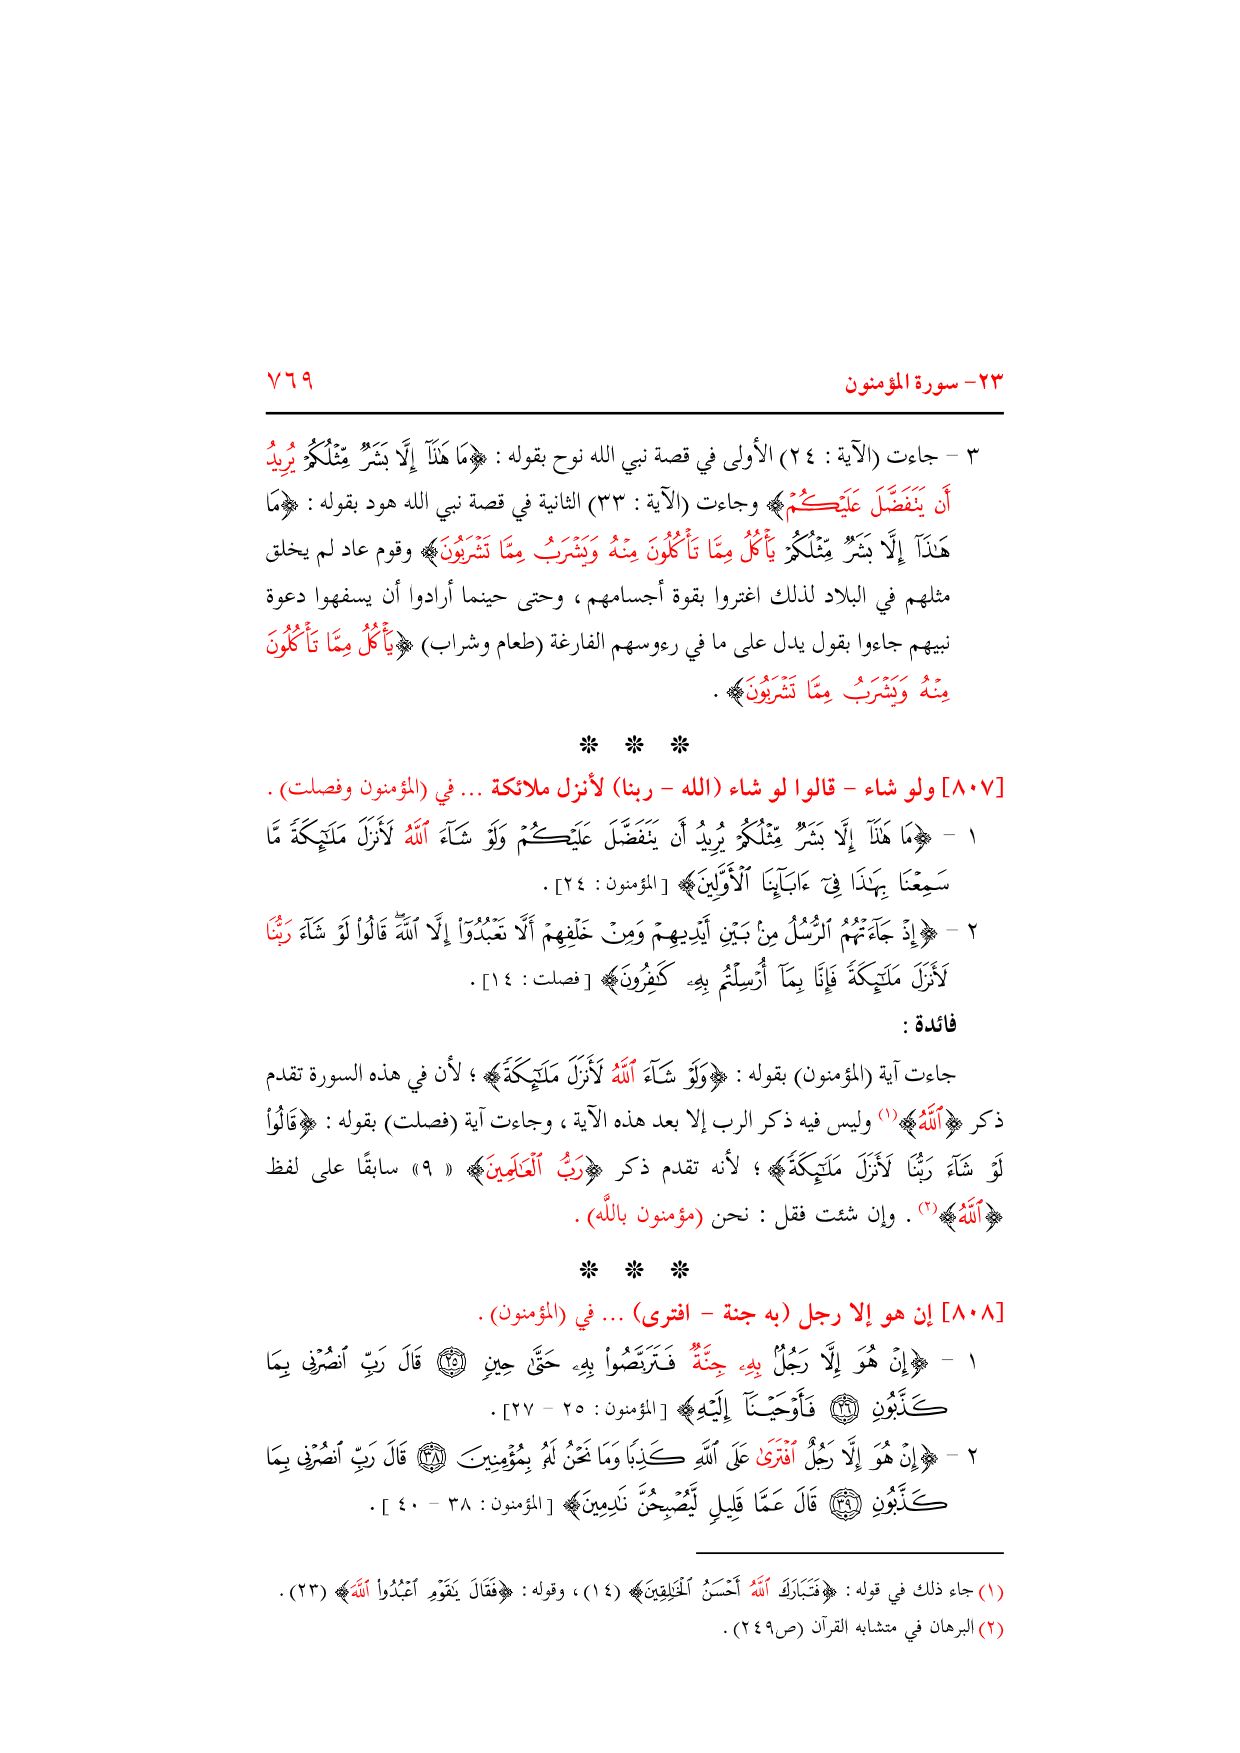 ٢٣- سورة المؤمنون ٧٦٩
٣ - جاءت (الآية : ٢٤) الأولى في قصة نبي الله نوح بقوله : ﴿مَا هَٰذَآ إِلَّا بَشَرٞ مِّثۡلُكُمۡ يُرِيدُ
أَن يَتَفَضَّلَ عَلَيۡكُمۡ﴾ وجاءت (الآية : ٣٣) الثانية في قصة نبي الله هود بقوله : ﴿مَا
هَٰذَآ إِلَّا بَشَرٞ مِّثۡلُكُمۡ يَأۡكُلُ مِمَّا تَأۡكُلُونَ مِنۡهُ وَيَشۡرَبُ مِمَّا تَشۡرَبُونَ﴾ وقوم عاد لم يخلق
مثلهم في البلاد لذلك اغتروا بقوة أجسامهم ، وحتى حينما أرادوا أن يسفهوا دعوة
نبيهم جاءوا بقول يدل على ما في رءوسهم الفارغة (طعام وشراب) ﴿يَأۡكُلُ مِمَّا تَأۡكُلُونَ
مِنۡهُ وَيَشۡرَبُ مِمَّا تَشۡرَبُونَ﴾ .
❊ ❊ ❊
[٨٠٧] ولو شاء - قالوا لو شاء (الله - ربنا) لأنزل ملائكة ... في (المؤمنون وفصلت) .
١ - ﴿مَا هَٰذَآ إِلَّا بَشَرٞ مِّثۡلُكُمۡ يُرِيدُ أَن يَتَفَضَّلَ عَلَيۡكُمۡ وَلَوۡ شَآءَ ٱللَّهُ لَأَنزَلَ مَلَٰٓئِكَةٗ مَّا
سَمِعۡنَا بِهَٰذَا فِيٓ ءَابَآئِنَا ٱلۡأَوَّلِينَ﴾ [المؤمنون : ٢٤] .
٢ - ﴿إِذۡ جَآءَتۡهُمُ ٱلرُّسُلُ مِنۢ بَيۡنِ أَيۡدِيهِمۡ وَمِنۡ خَلۡفِهِمۡ أَلَّا تَعۡبُدُوٓاْ إِلَّا ٱللَّهَۖ قَالُواْ لَوۡ شَآءَ رَبُّنَا
لَأَنزَلَ مَلَٰٓئِكَةٗ فَإِنَّا بِمَآ أُرۡسِلۡتُم بِهِۦ كَٰفِرُونَ﴾ [ فصلت : ١٤] .
فائدة :
جاءت آية (المؤمنون) بقوله : ﴿وَلَوۡ شَآءَ ٱللَّهُ لَأَنزَلَ مَلَٰٓئِكَةٗ﴾ ؛ لأن في هذه السورة تقدم
ذكر ﴿ٱللَّهُ﴾(١) وليس فيه ذكر الرب إلا بعد هذه الآية ، وجاءت آية (فصلت) بقوله : ﴿قَالُواْ
لَوۡ شَآءَ رَبُّنَا لَأَنزَلَ مَلَٰٓئِكَةٗ﴾ ؛ لأنه تقدم ذكر ﴿رَبُّ ٱلۡعَٰلَمِينَ﴾ « ٩» سابقًا على لفظ
﴿ٱللَّهُ﴾(٢) . وإن شئت فقل : نحن (مؤمنون باللَّه) .
❊ ❊ ❊
[٨٠٨] إن هو إلا رجل (به جنة - افترى) ... في (المؤمنون) .
١ - ﴿إِنۡ هُوَ إِلَّا رَجُلُۢ بِهِۦ جِنَّةٞ فَتَرَبَّصُواْ بِهِۦ حَتَّىٰ حِينٖ ۝٢٥ قَالَ رَبِّ ٱنصُرۡنِي بِمَا
كَذَّبُونِ ۝٢٦ فَأَوۡحَيۡنَآ إِلَيۡهِ﴾ [المؤمنون : ٢٥ - ٢٧] .
٢ - ﴿إِنۡ هُوَ إِلَّا رَجُلٌ ٱفۡتَرَىٰ عَلَى ٱللَّهِ كَذِبٗا وَمَا نَحۡنُ لَهُۥ بِمُؤۡمِنِينَ ۝٣٨ قَالَ رَبِّ ٱنصُرۡنِي بِمَا
كَذَّبُونِ ۝٣٩ قَالَ عَمَّا قَلِيلٖ لَّيُصۡبِحُنَّ نَٰدِمِينَ﴾ [ المؤمنون : ٣٨ - ٤٠ ] .
(١) جاء ذلك في قوله : ﴿فَتَبَارَكَ ٱللَّهُ أَحۡسَنُ ٱلۡخَٰلِقِينَ﴾ (١٤) ، وقوله : ﴿فَقَالَ يَٰقَوۡمِ ٱعۡبُدُواْ ٱللَّهَ﴾ (٢٣) .
(٢) البرهان في متشابه القرآن (ص٢٤٩) .